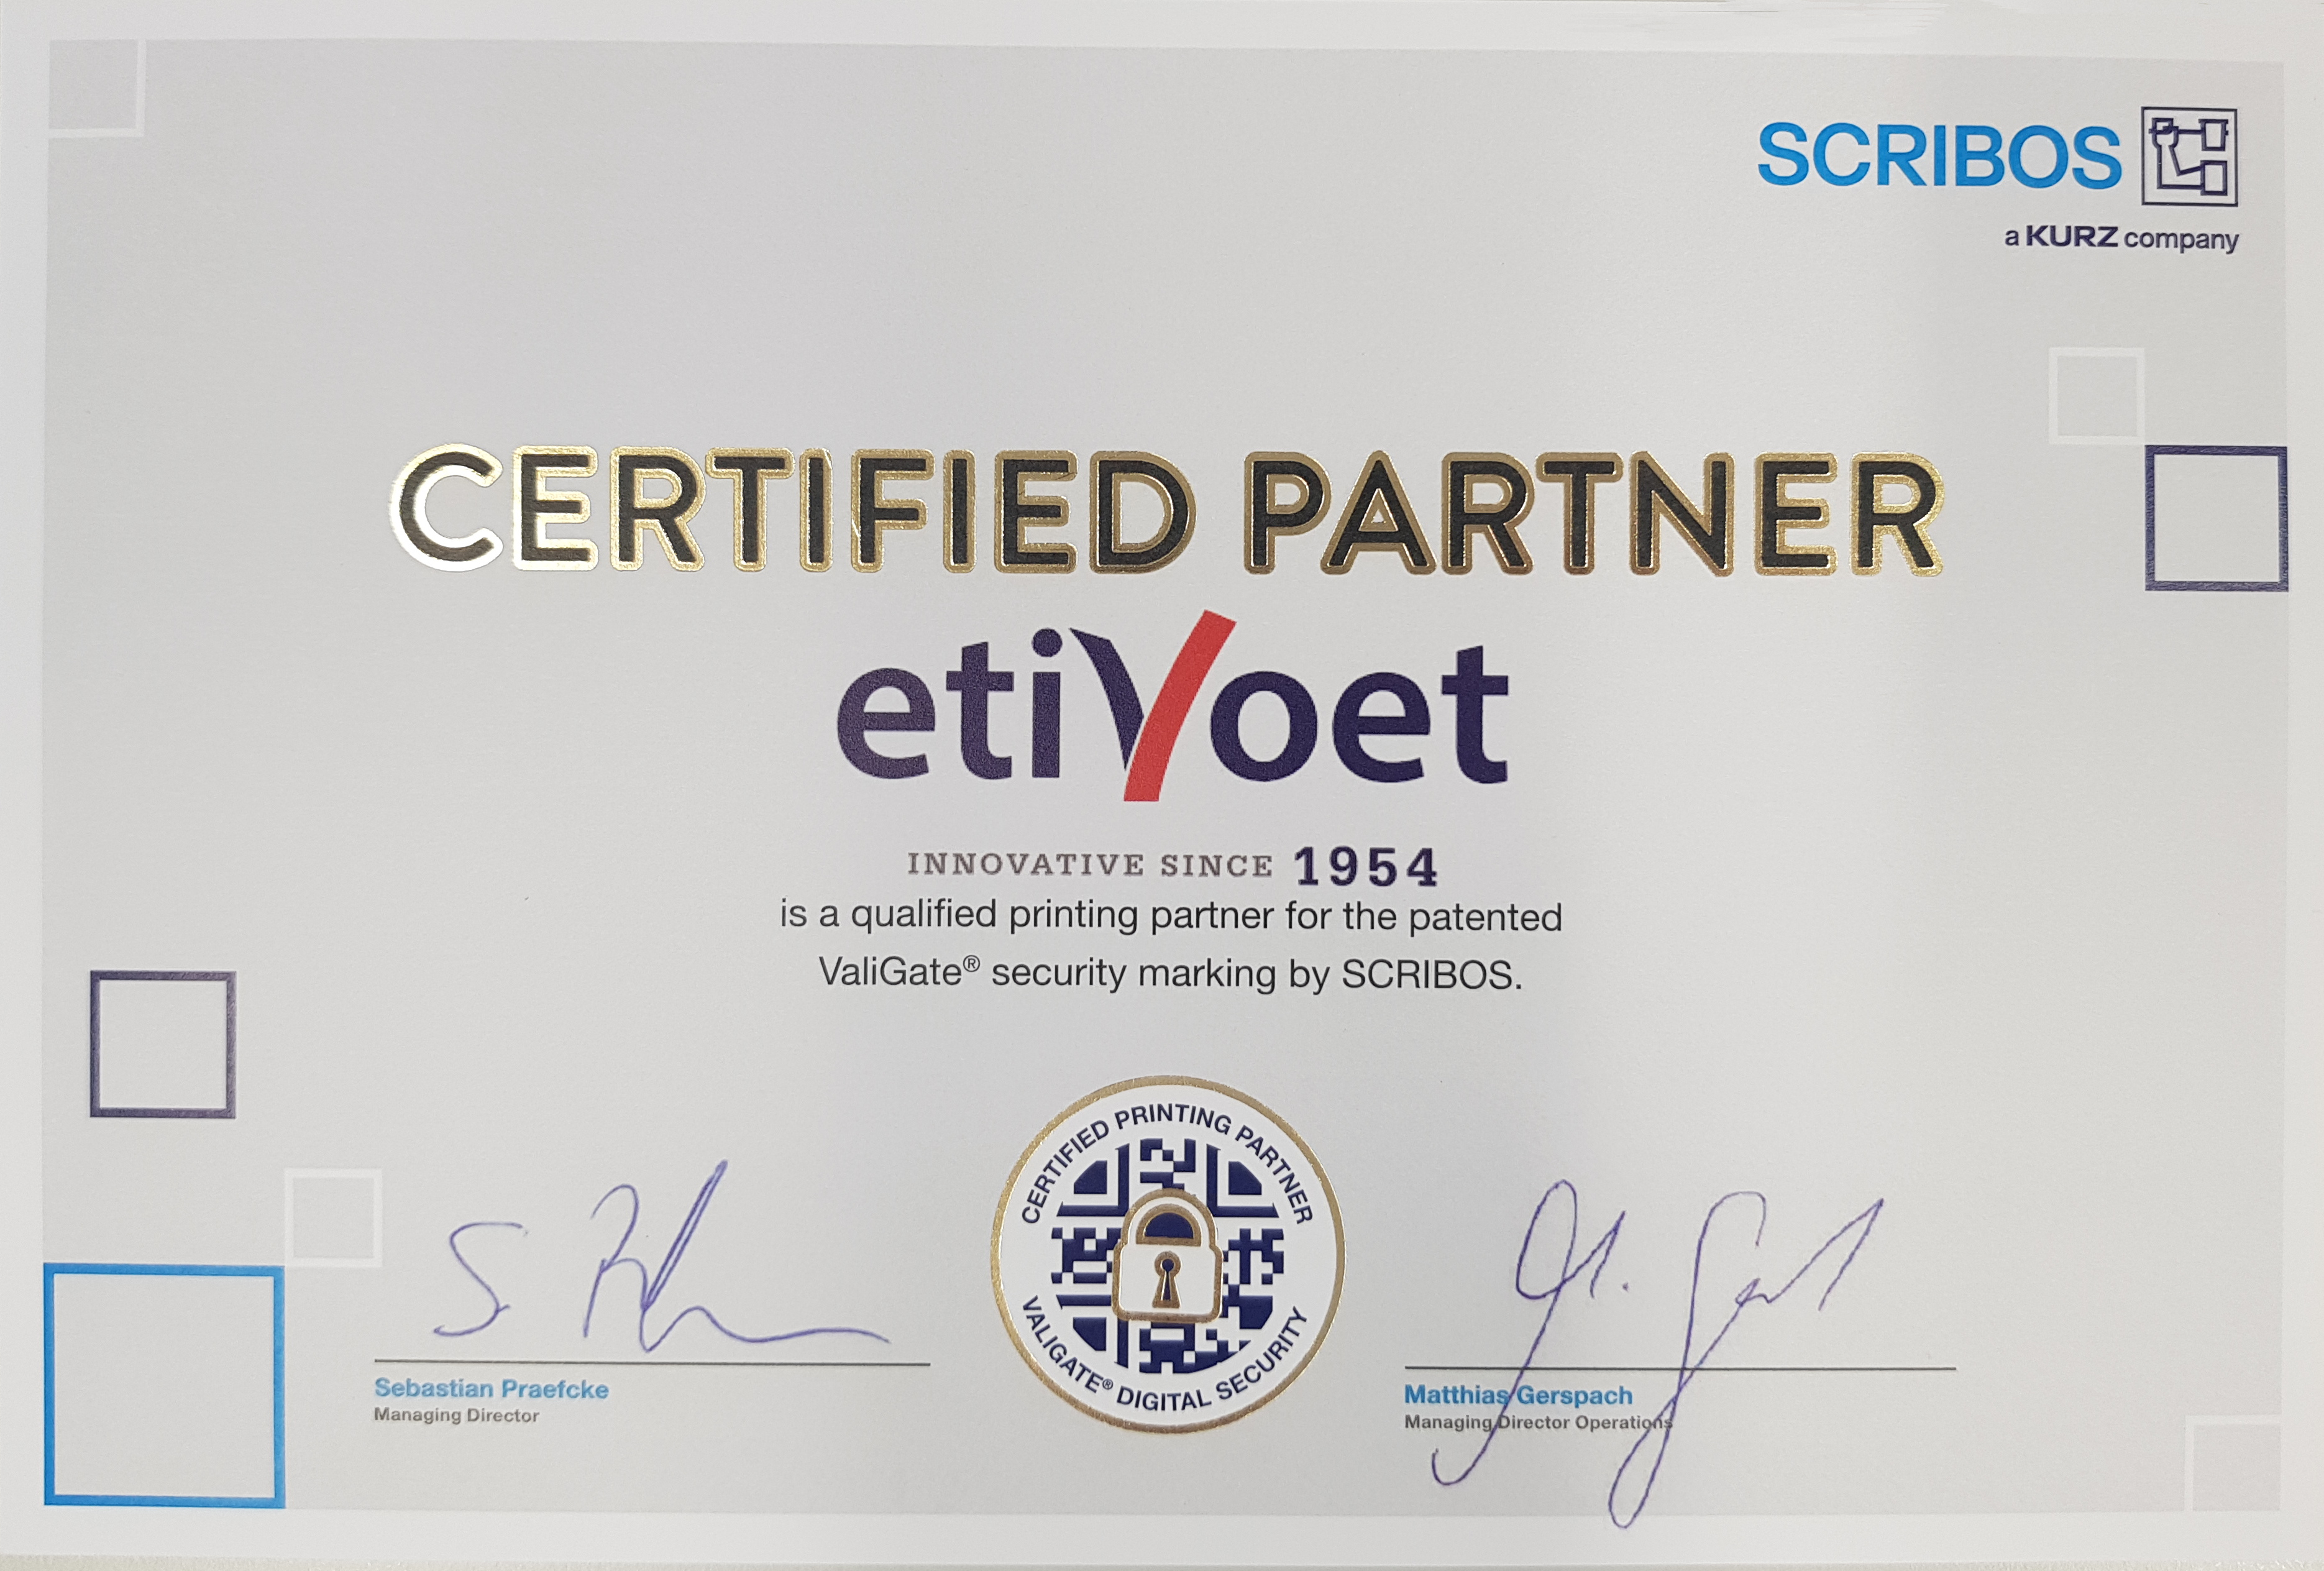 SCRIBOS
a KURZ company
CERTIFIED PARTNER
etiVoet
INNOVATIVE SINCE 1954
is a qualified printing partner for the patented
ValiGate® security marking by SCRIBOS.
CERTIFIED PRINTING PARTNER
VALIGATE® DIGITAL SECURITY
Sebastian Praefcke
Managing Director
Matthias Gerspach
Managing Director Operations